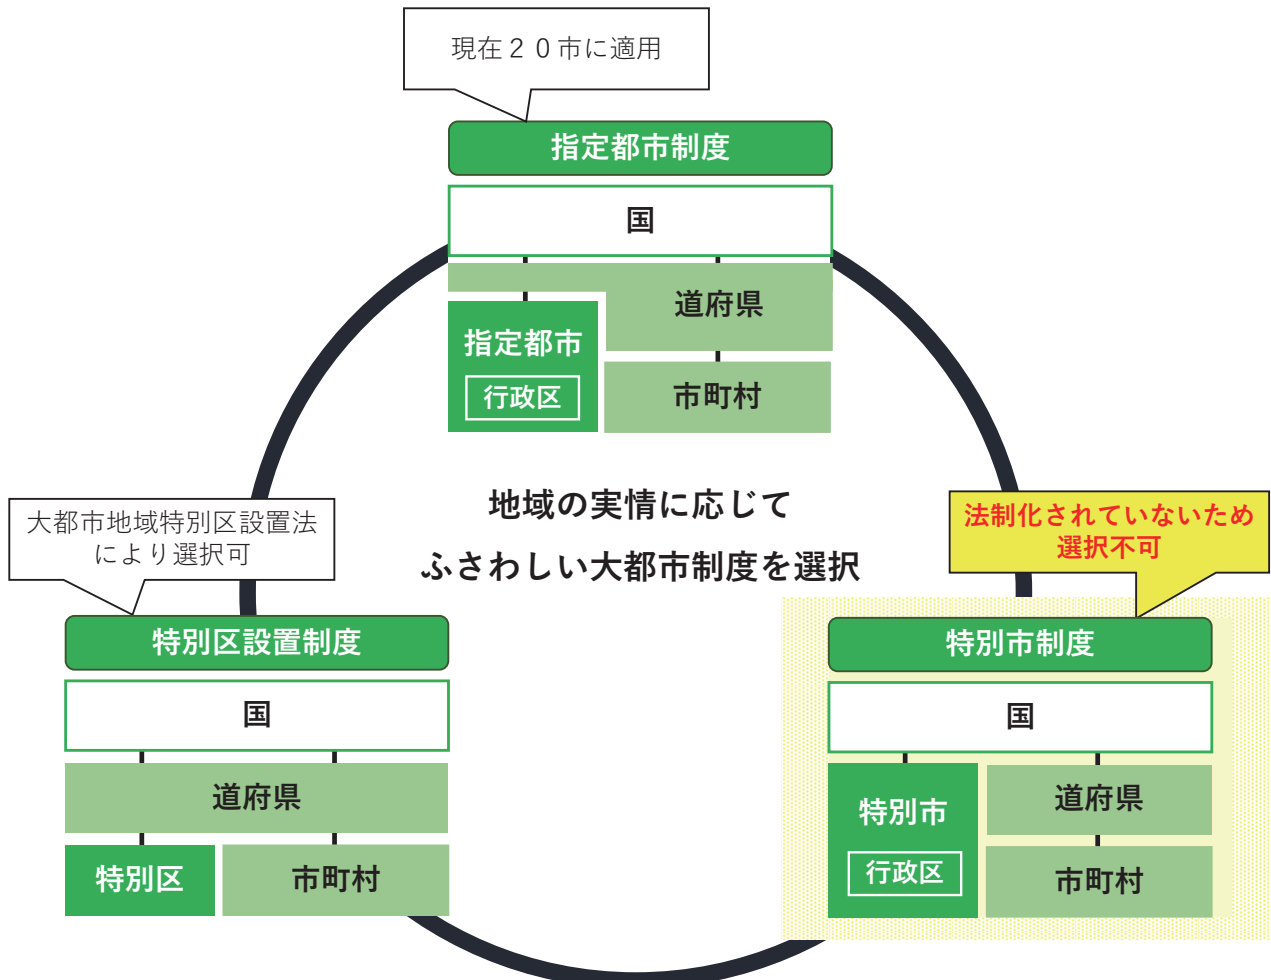 現在２０市に適用
指定都市制度
国
道府県
指定都市
行政区
市町村
地域の実情に応じて
ふさわしい大都市制度を選択
大都市地域特別区設置法
により選択可
特別区設置制度
国
道府県
特別区
市町村
法制化されていないため
選択不可
特別市制度
国
特別市
行政区
道府県
市町村